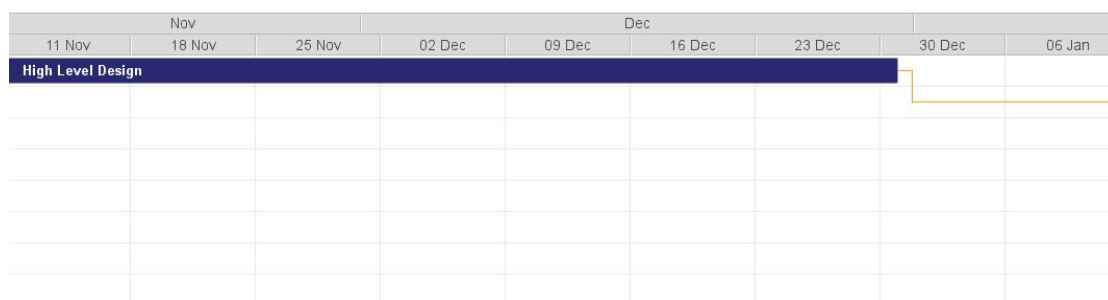 Nov Dec
11 Nov 18 Nov 25 Nov 02 Dec 09 Dec 16 Dec 23 Dec 30 Dec 06 Jan
High Level Design